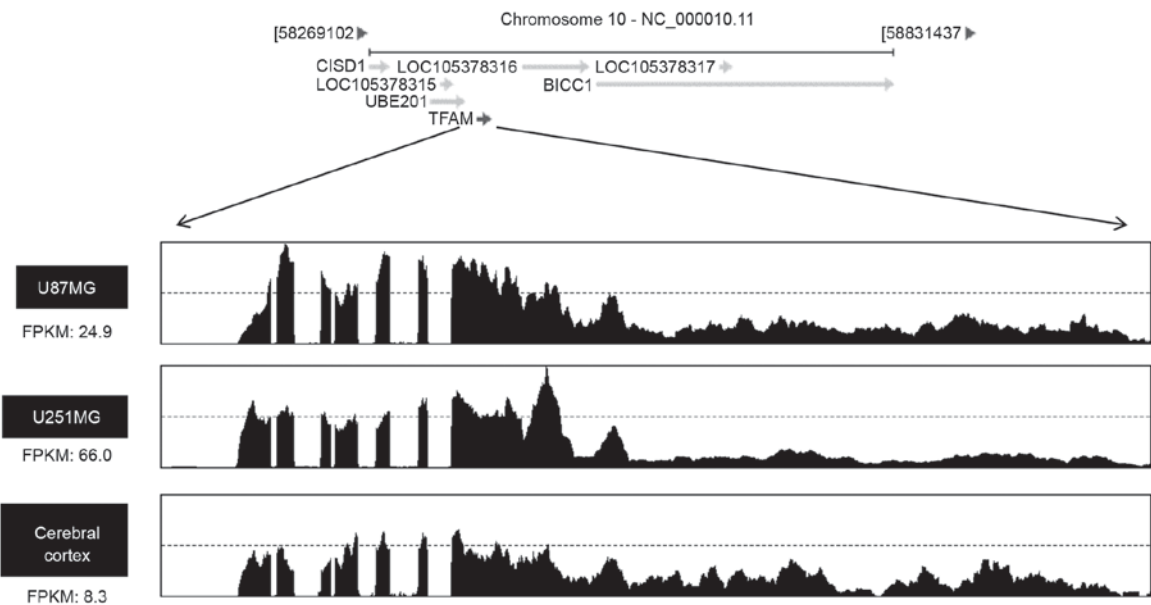 Chromosome 10 - NC_000010.11
[58269102 [58831437
CISD1 LOC105378316 LOC105378317
LOC105378315 BICC1
UBE201
TFAM
U87MG
FPKM: 24.9
U251MG
FPKM: 66.0
Cerebral
cortex
FPKM: 8.3